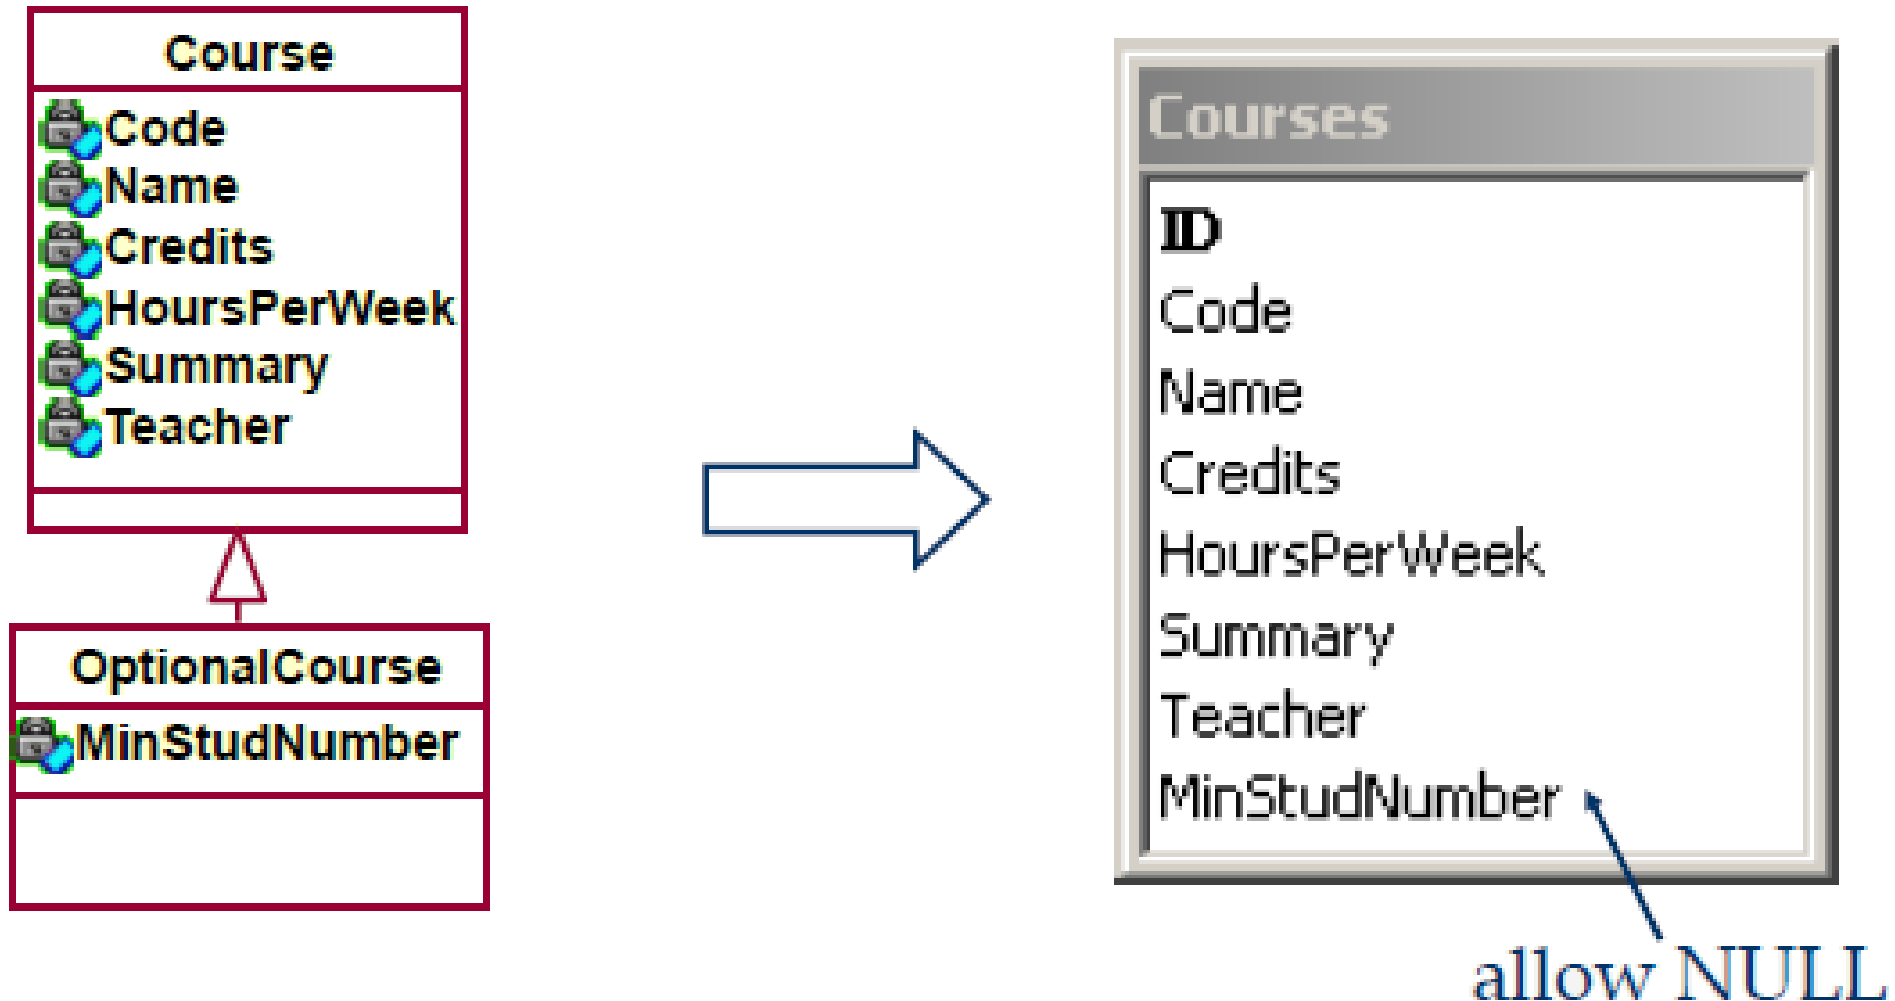 Course
Code
Name
Credits
HoursPerWeek
Summary
Teacher
OptionalCourse
MinStudNumber
Courses
ID
Code
Name
Credits
HoursPerWeek
Summary
Teacher
MinStudNumber
allow NULL